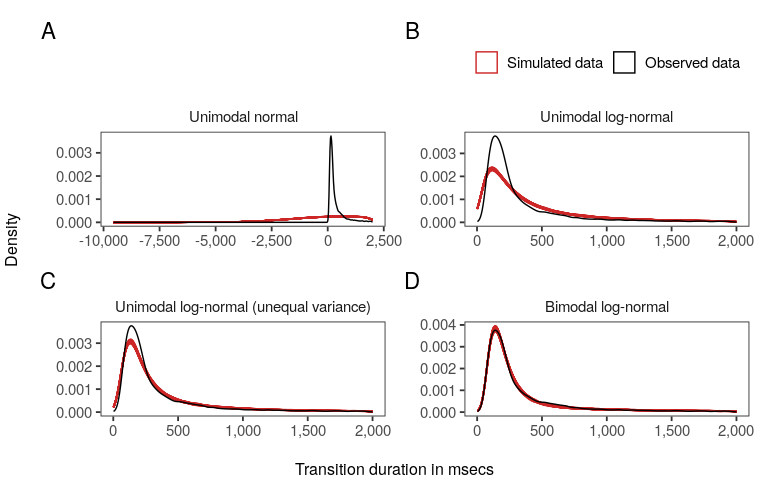 A
B
Simulated data Observed data
Unimodal normal
Unimodal log-normal
0.003
0.002
0.001
0.000
-10,000 -7,500 -5,000 -2,500 0 2,500
0.003
0.002
0.001
0.000
0 500 1,000 1,500 2,000
Density
C
D
Unimodal log-normal (unequal variance)
Bimodal log-normal
0.003
0.002
0.001
0.000
0 500 1,000 1,500 2,000
0.004
0.003
0.002
0.001
0.000
0 500 1,000 1,500 2,000
Transition duration in msecs